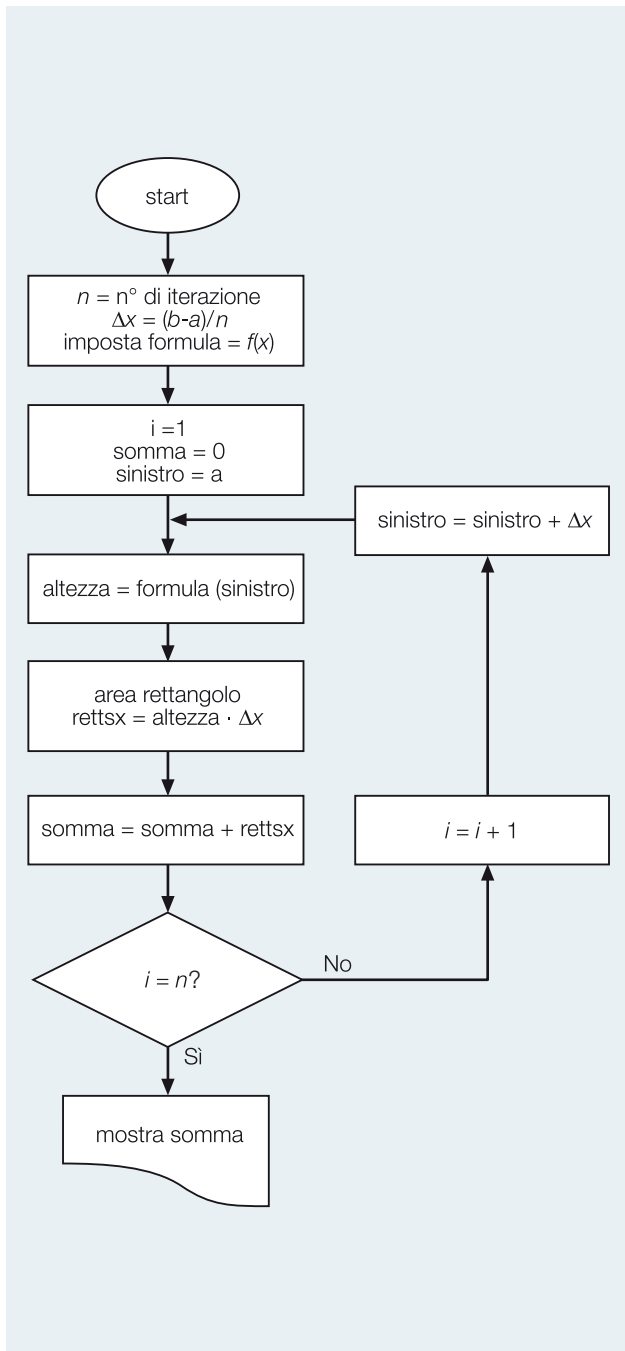 start
n = n° di iterazione
Δx = (b-a)/n
imposta formula = f(x)
i =1
somma = 0
sinistro = a
sinistro = sinistro + Δx
altezza = formula (sinistro)
area rettangolo
rettsx = altezza · Δx
somma = somma + rettsx
i = i + 1
i = n?
No
Sì
mostra somma